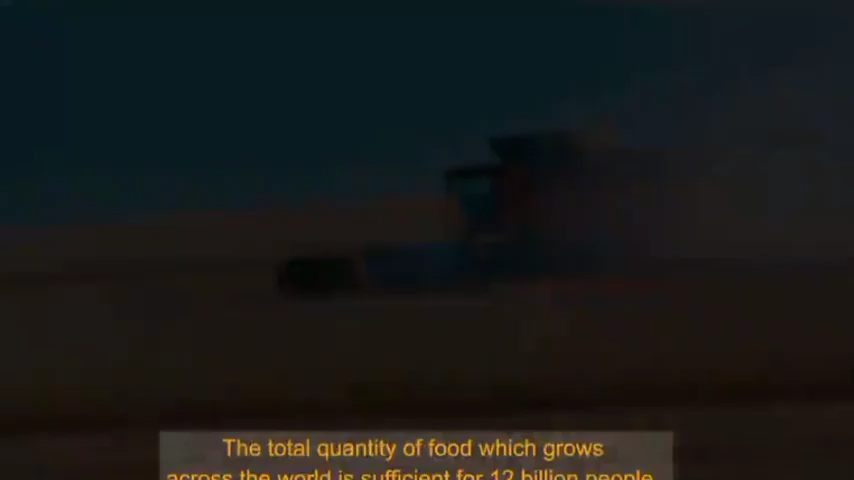 The total quantity of food which grows
across the world is sufficient for 12 billion people